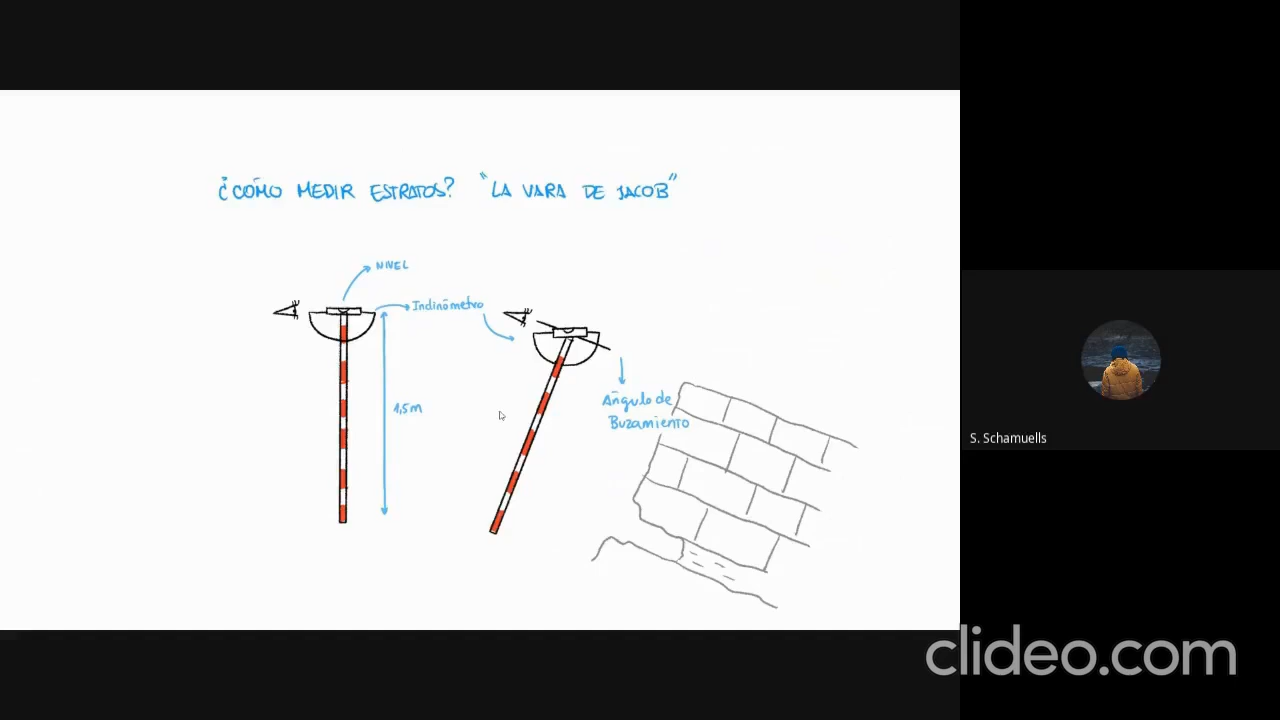 ¿CÓMO MEDIR ESTRATOS? "LA VARA DE JACOB"
NIVEL
Inclinómetro
1,5m
Ángulo de
Buzamiento
S. Schamuells
clideo.com